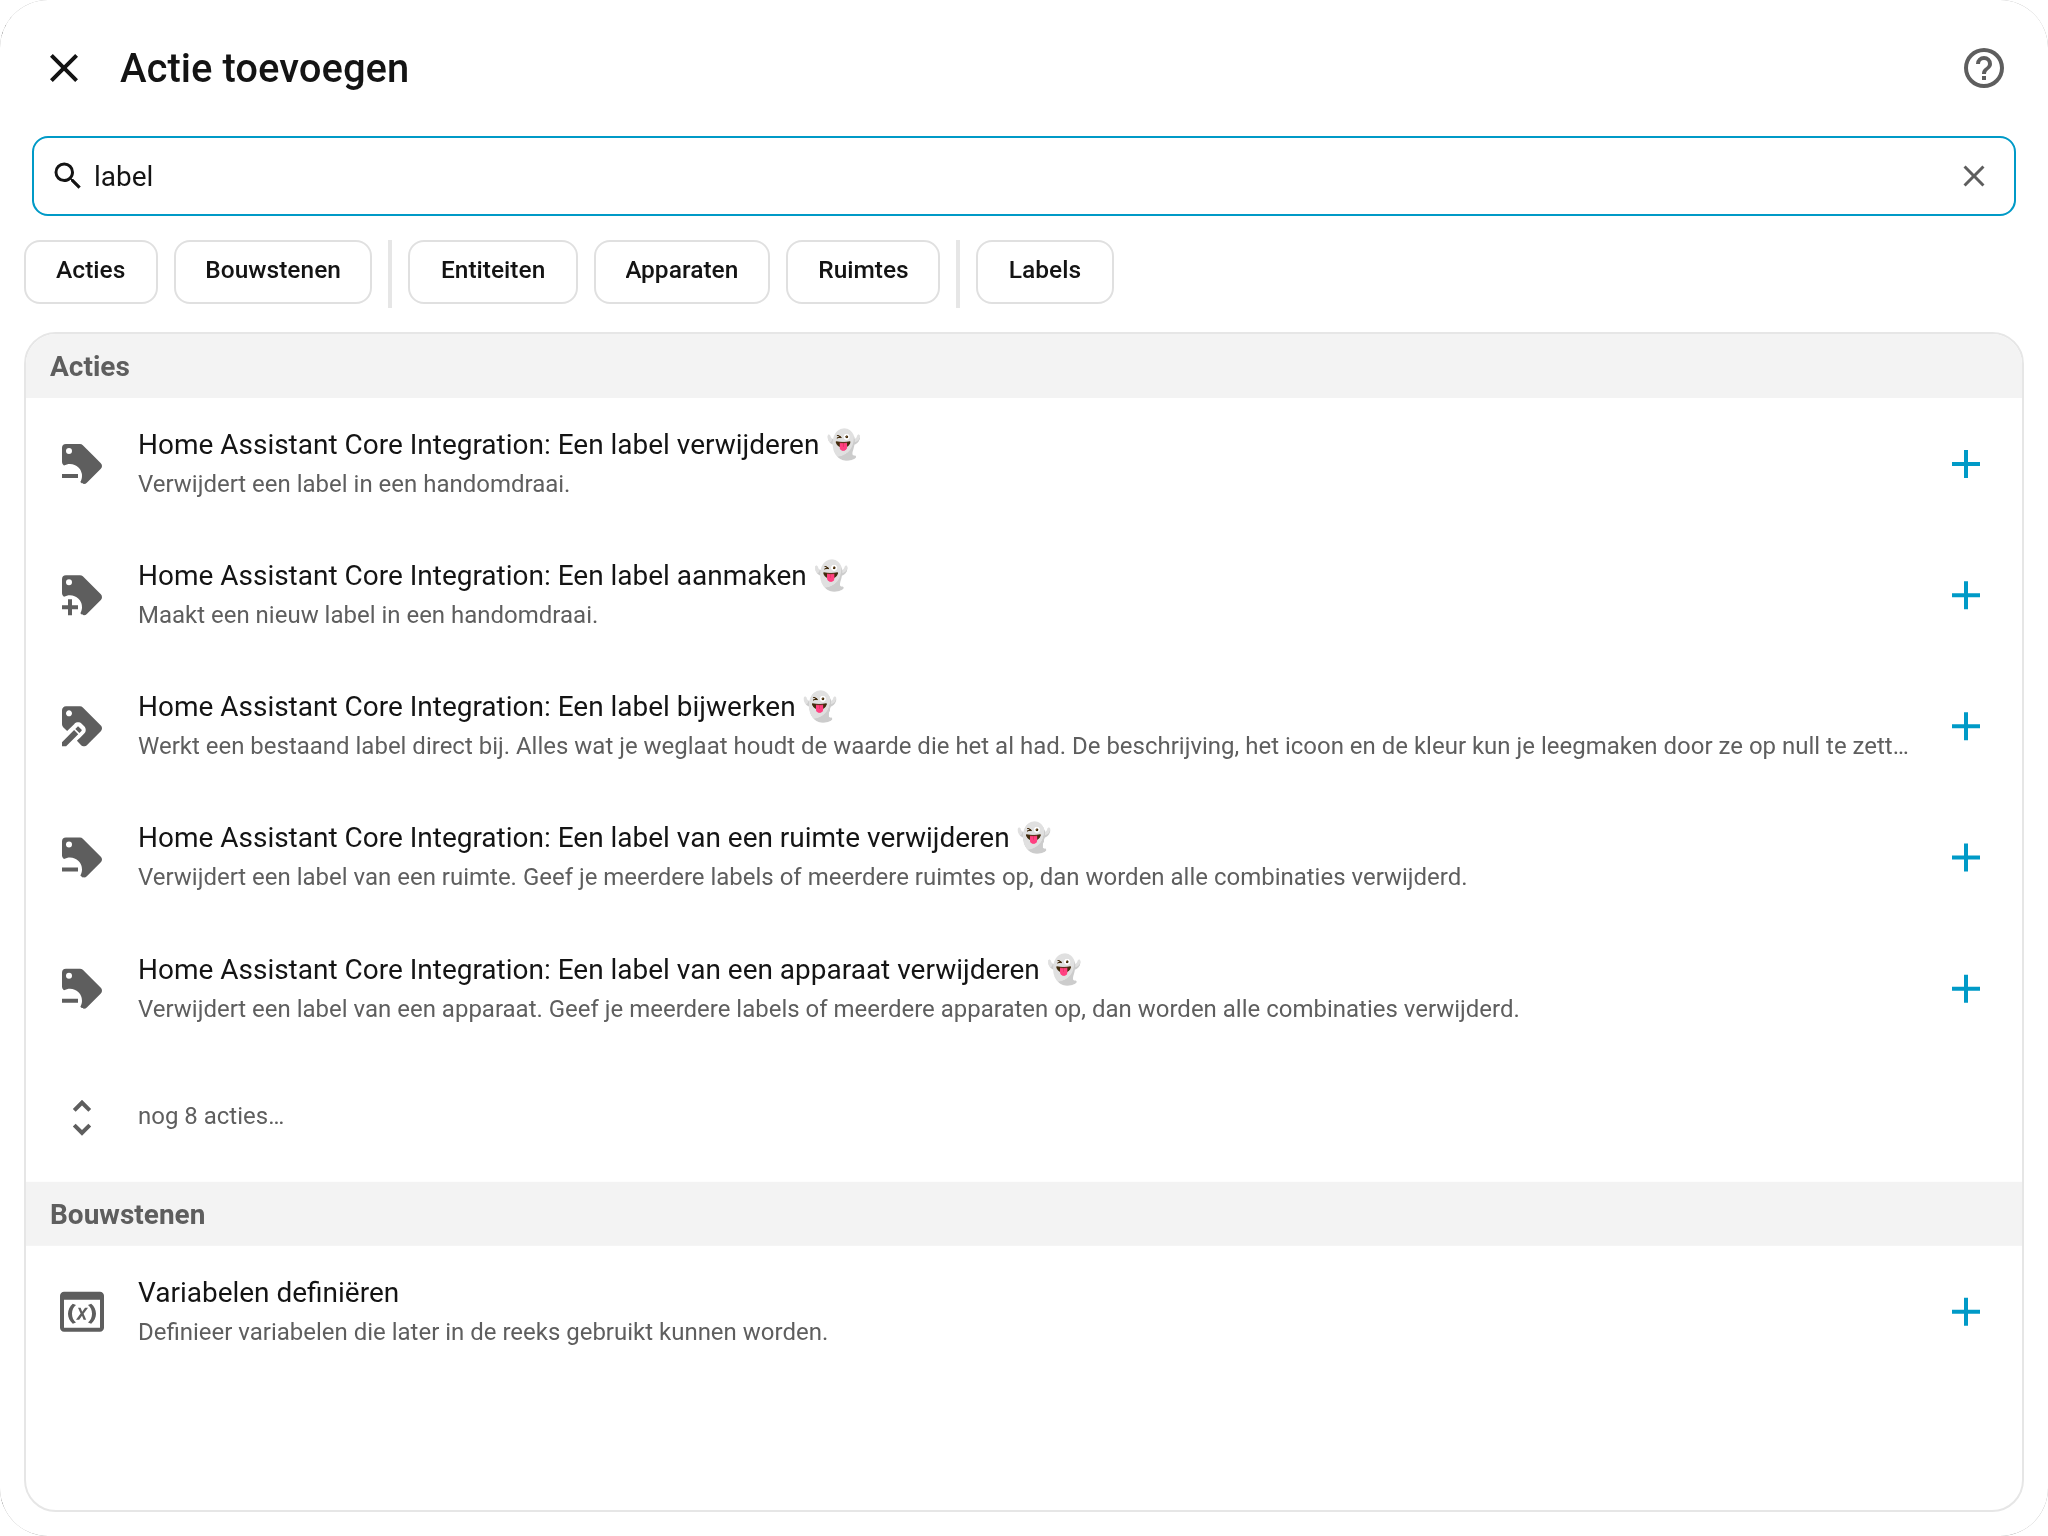 Actie toevoegen
label
Acties Bouwstenen Entiteiten Apparaten Ruimtes Labels
Acties
Home Assistant Core Integration: Een label verwijderen 👻
Verwijdert een label in een handomdraai.
Home Assistant Core Integration: Een label aanmaken 👻
Maakt een nieuw label in een handomdraai.
Home Assistant Core Integration: Een label bijwerken 👻
Werkt een bestaand label direct bij. Alles wat je weglaat houdt de waarde die het al had. De beschrijving, het icoon en de kleur kun je leegmaken door ze op null te zett…
Home Assistant Core Integration: Een label van een ruimte verwijderen 👻
Verwijdert een label van een ruimte. Geef je meerdere labels of meerdere ruimtes op, dan worden alle combinaties verwijderd.
Home Assistant Core Integration: Een label van een apparaat verwijderen 👻
Verwijdert een label van een apparaat. Geef je meerdere labels of meerdere apparaten op, dan worden alle combinaties verwijderd.
nog 8 acties…
Bouwstenen
(x)
Variabelen definiëren
Definieer variabelen die later in de reeks gebruikt kunnen worden.